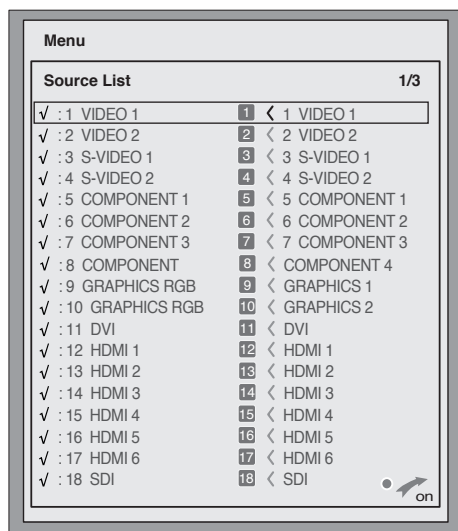 Menu
Source List 1/3
√ : 1 VIDEO 1 1 < 1 VIDEO 1
√ : 2 VIDEO 2 2 < 2 VIDEO 2
√ : 3 S-VIDEO 1 3 < 3 S-VIDEO 1
√ : 4 S-VIDEO 2 4 < 4 S-VIDEO 2
√ : 5 COMPONENT 1 5 < 5 COMPONENT 1
√ : 6 COMPONENT 2 6 < 6 COMPONENT 2
√ : 7 COMPONENT 3 7 < 7 COMPONENT 3
√ : 8 COMPONENT 8 < COMPONENT 4
√ : 9 GRAPHICS RGB 9 < GRAPHICS 1
√ : 10 GRAPHICS RGB 10 < GRAPHICS 2
√ : 11 DVI 11 < DVI
√ : 12 HDMI 1 12 < HDMI 1
√ : 13 HDMI 2 13 < HDMI 2
√ : 14 HDMI 3 14 < HDMI 3
√ : 15 HDMI 4 15 < HDMI 4
√ : 16 HDMI 5 16 < HDMI 5
√ : 17 HDMI 6 17 < HDMI 6
√ : 18 SDI 18 < SDI
on